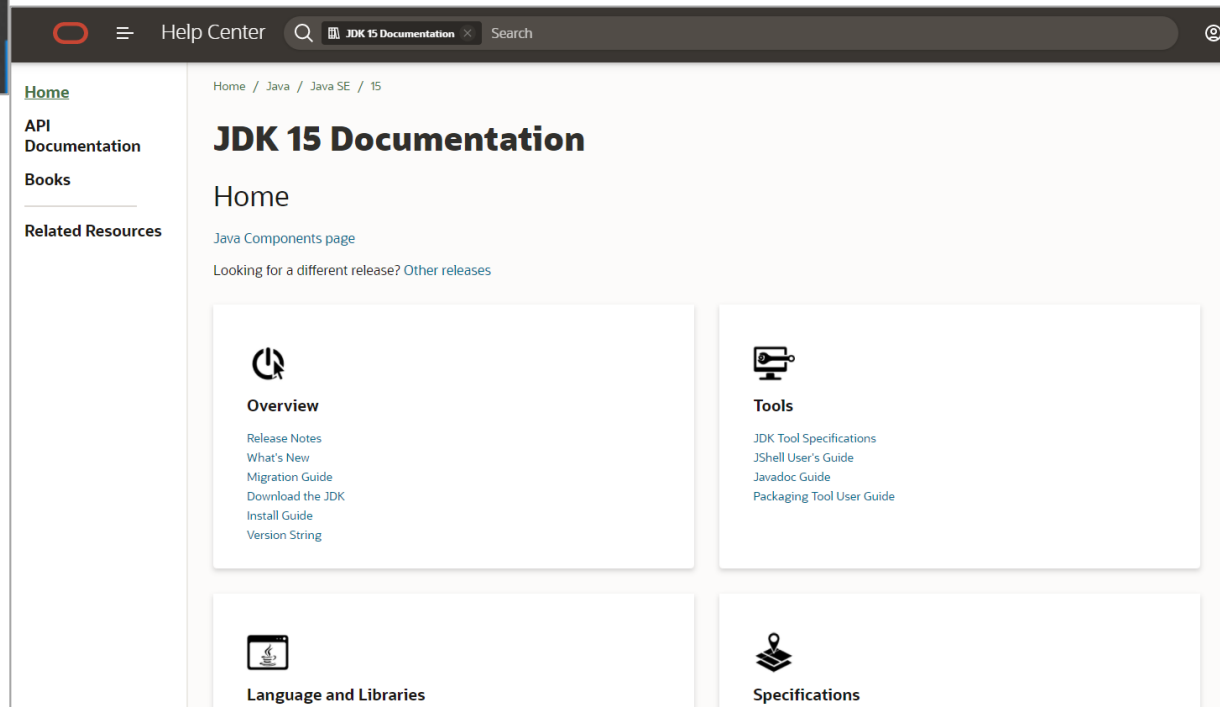 Help Center
JDK 15 Documentation
Search
Home
API
Documentation
Books
Related Resources
Home / Java / Java SE / 15
JDK 15 Documentation
Home
Java Components page
Looking for a different release? Other releases
Overview
Release Notes
What's New
Migration Guide
Download the JDK
Install Guide
Version String
Tools
JDK Tool Specifications
JShell User's Guide
Javadoc Guide
Packaging Tool User Guide
Language and Libraries
Specifications